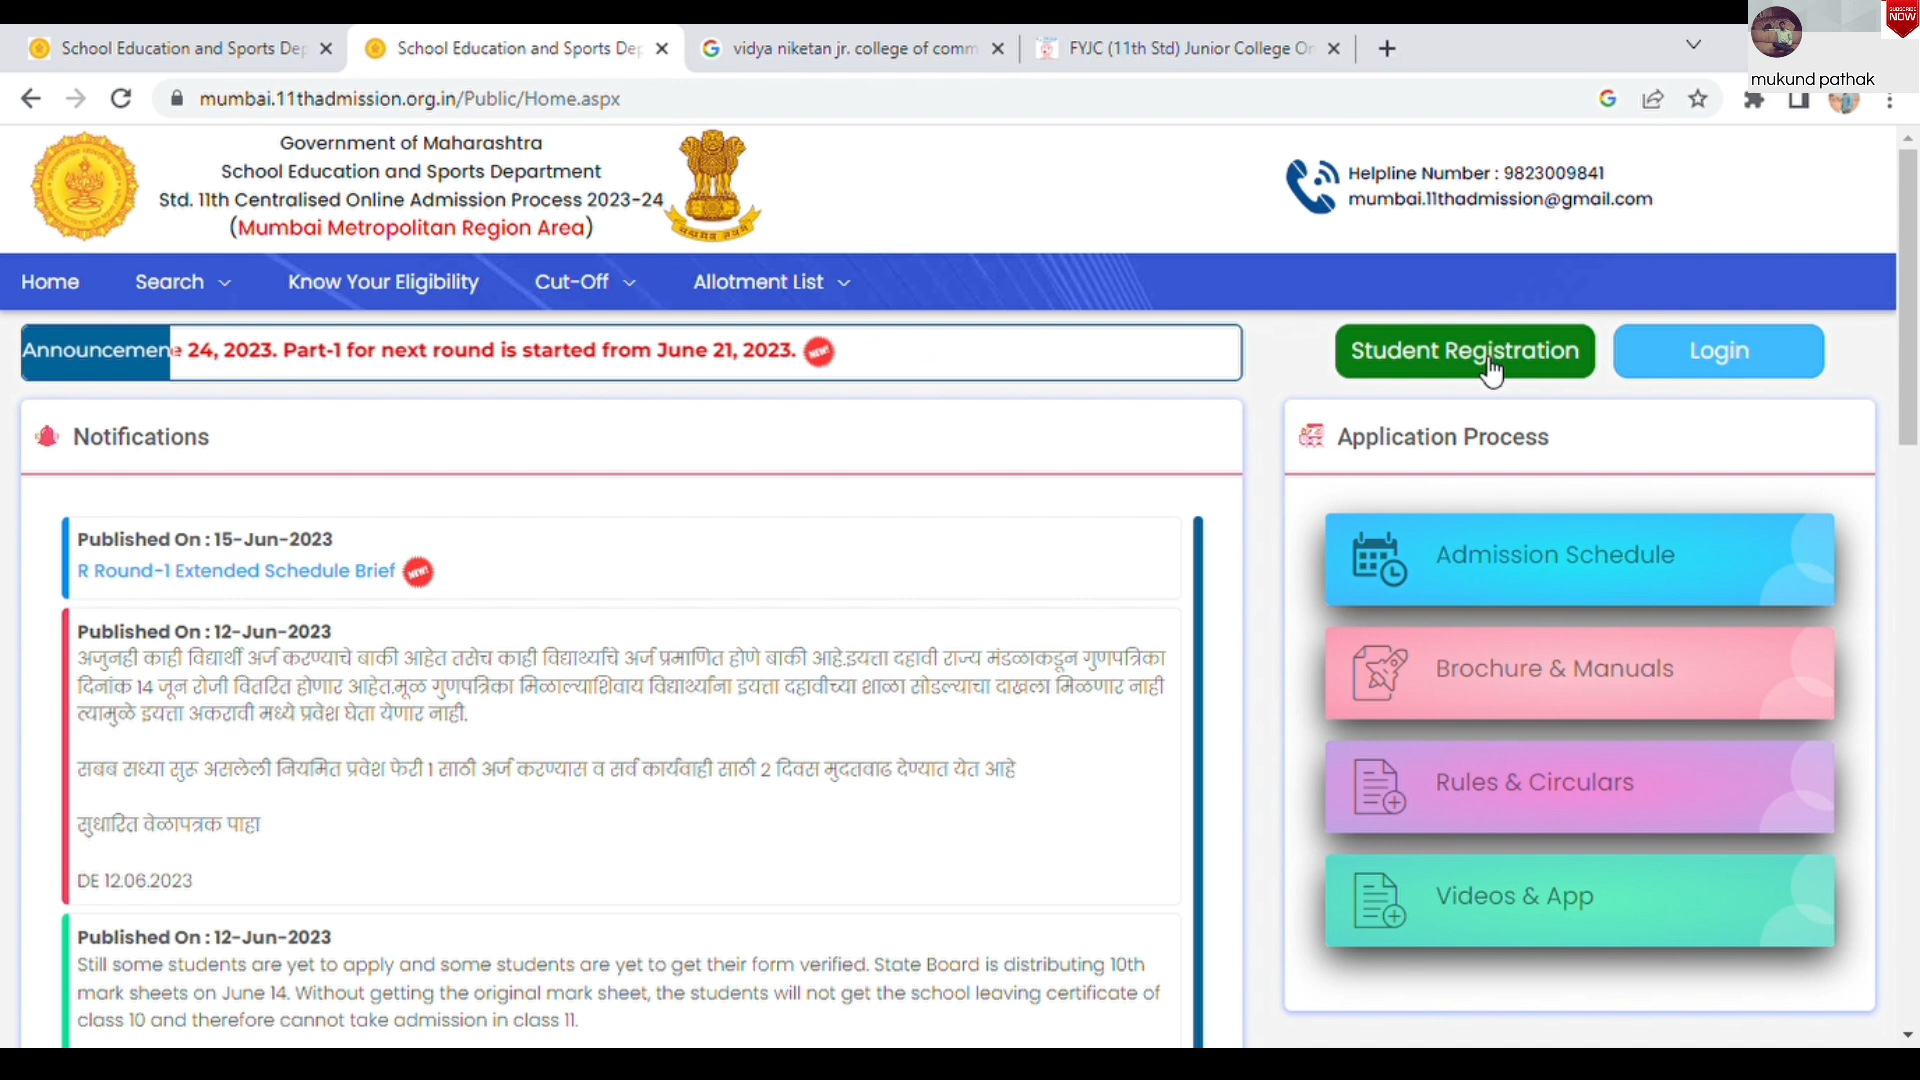 SUBSCRIBE
NOW
mukund pathak
School Education and Sports Dep
School Education and Sports Dep
vidya niketan jr. college of comm
FYJC (11th Std) Junior College On
mumbai.11thadmission.org.in/Public/Home.aspx
Government of Maharashtra
School Education and Sports Department
Std. 11th Centralised Online Admission Process 2023-24
(Mumbai Metropolitan Region Area)
Helpline Number : 9823009841
mumbai.11thadmission@gmail.com
Home
Search
Know Your Eligibility
Cut-Off
Allotment List
Announcemen
e 24, 2023. Part-1 for next round is started from June 21, 2023. NEW!
Student Registration
Login
Notifications
Published On : 15-Jun-2023
R Round-1 Extended Schedule Brief NEW!
Published On : 12-Jun-2023
अजुनही काही विद्यार्थी अर्ज करण्याचे बाकी आहेत तसेच काही विद्यार्थ्यांचे अर्ज प्रमाणित होणे बाकी आहे.इयत्ता दहावी राज्य मंडळाकडून गुणपत्रिका
दिनांक 14 जून रोजी वितरित होणार आहेत.मूळ गुणपत्रिका मिळाल्याशिवाय विद्यार्थ्यांना इयत्ता दहावीच्या शाळा सोडल्याचा दाखला मिळणार नाही
त्यामुळे इयत्ता अकरावी मध्ये प्रवेश घेता येणार नाही.
सबब सध्या सुरू असलेली नियमित प्रवेश फेरी 1 साठी अर्ज करण्यास व सर्व कार्यवाही साठी 2 दिवस मुदतवाढ देण्यात येत आहे
सुधारित वेळापत्रक पाहा
DE 12.06.2023
Published On : 12-Jun-2023
Still some students are yet to apply and some students are yet to get their form verified. State Board is distributing 10th
mark sheets on June 14. Without getting the original mark sheet, the students will not get the school leaving certificate of
class 10 and therefore cannot take admission in class 11.
Application Process
Admission Schedule
Brochure & Manuals
Rules & Circulars
Videos & App